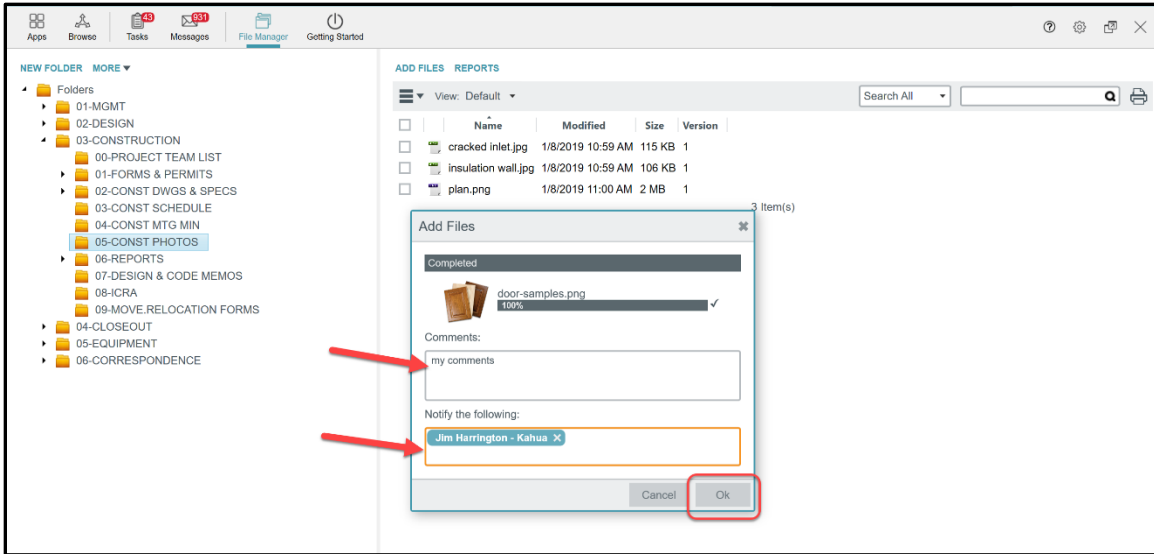 43
931
Apps Browse Tasks Messages File Manager Getting Started
NEW FOLDER MORE
Folders
01-MGMT
02-DESIGN
03-CONSTRUCTION
00-PROJECT TEAM LIST
01-FORMS & PERMITS
02-CONST DWGS & SPECS
03-CONST SCHEDULE
04-CONST MTG MIN
05-CONST PHOTOS
06-REPORTS
07-DESIGN & CODE MEMOS
08-ICRA
09-MOVE.RELOCATION FORMS
04-CLOSEOUT
05-EQUIPMENT
06-CORRESPONDENCE
ADD FILES REPORTS
View: Default Search All
Name Modified Size Version
cracked inlet.jpg 1/8/2019 10:59 AM 115 KB 1
insulation wall.jpg 1/8/2019 10:59 AM 106 KB 1
plan.png 1/8/2019 11:00 AM 2 MB 1
3 Item(s)
Add Files
Completed
door-samples.png
100%
Comments:
my comments
Notify the following:
Jim Harrington - Kahua
Cancel Ok